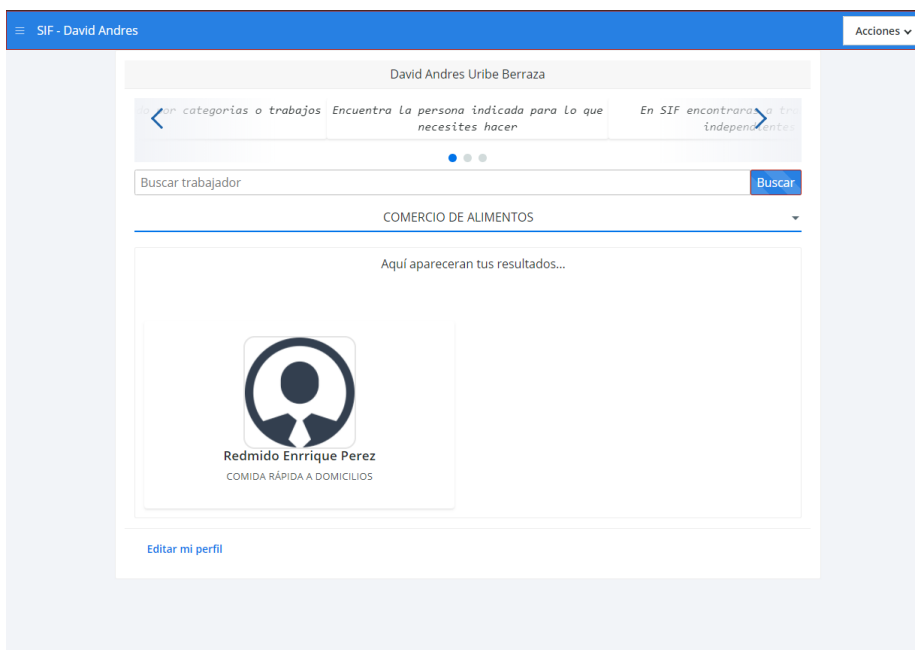 SIF - David Andres
Acciones
David Andres Uribe Berraza
por categorias o trabajos
Encuentra la persona indicada para lo que
necesites hacer
En SIF encontraras a
independientes
Buscar trabajador
Buscar
COMERCIO DE ALIMENTOS
Aquí apareceran tus resultados...
Redmido Enrrique Perez
COMIDA RÁPIDA A DOMICILIOS
Editar mi perfil